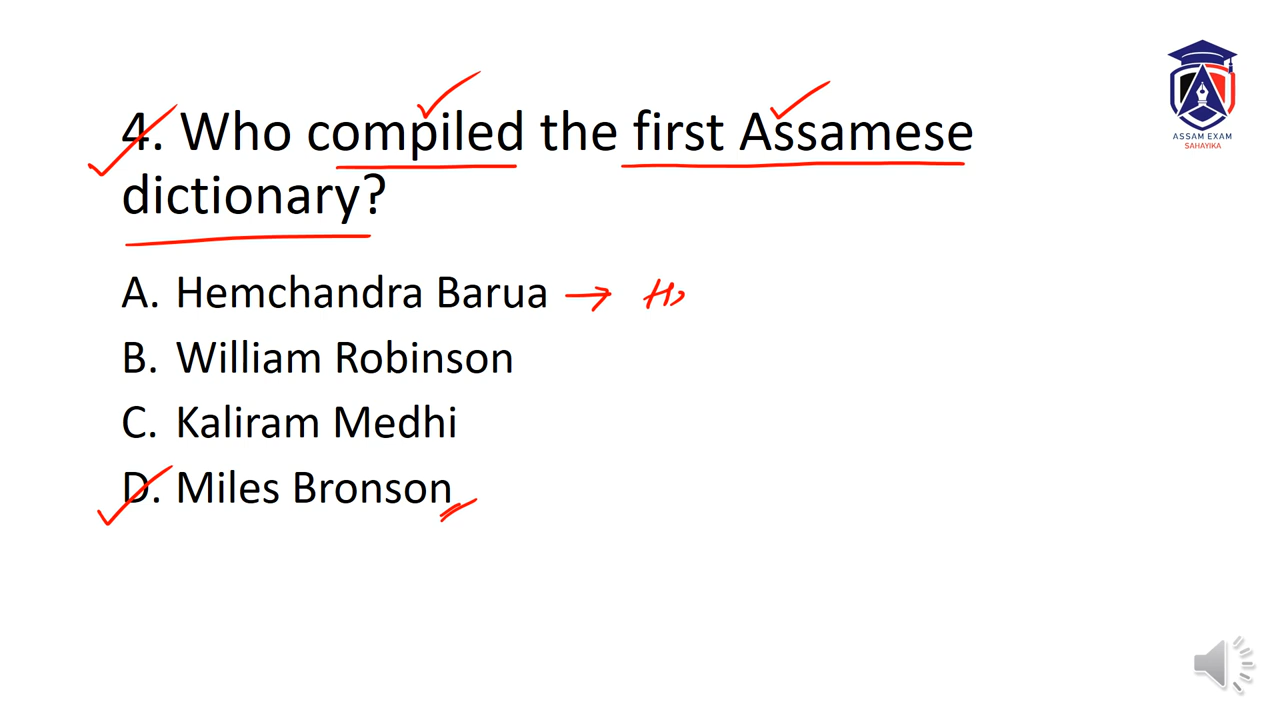 4. Who compiled the first Assamese
dictionary?
A. Hemchandra Barua →
B. William Robinson
C. Kaliram Medhi
D. Miles Bronson
ASSAM EXAM
SAHAYIKA